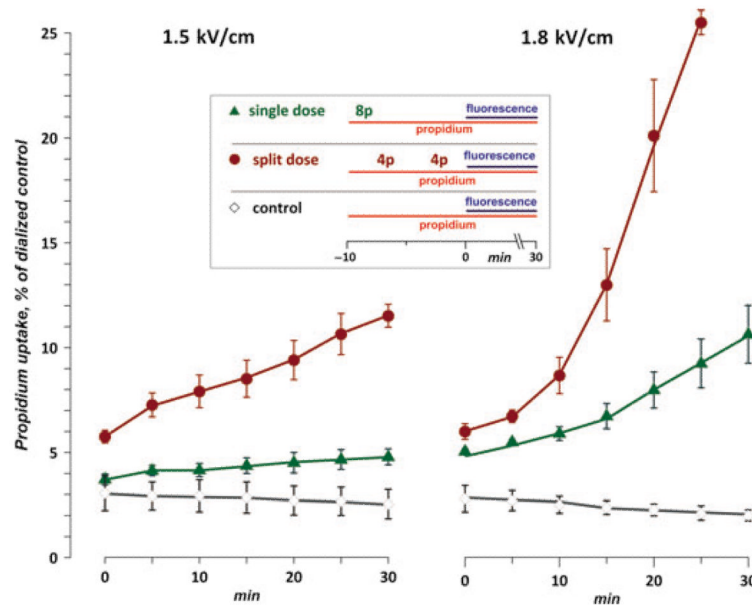 25
20
15
10
5
0
Propidium uptake, % of dialized control
1.5 kV/cm
1.8 kV/cm
single dose 8p fluorescence
propidium
split dose 4p 4p fluorescence
propidium
control fluorescence
propidium
–10 0 min 30
min
0 10 20 30
min
0 10 20 30
min